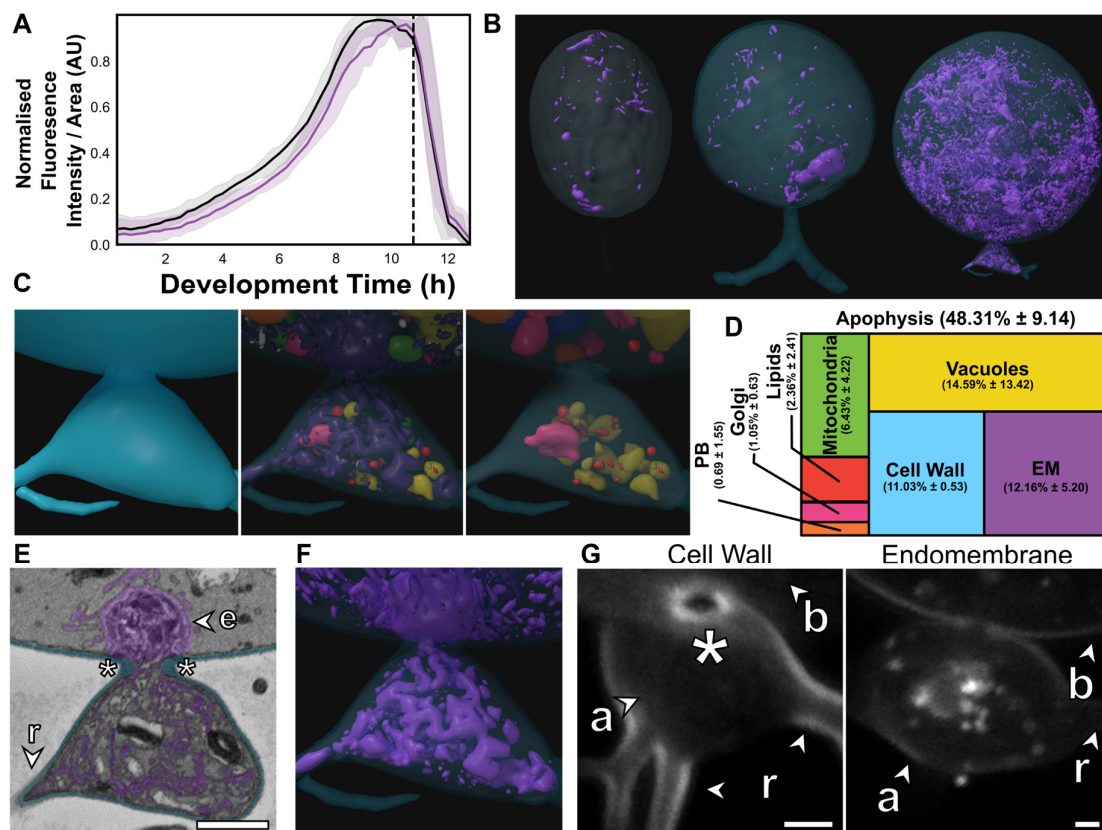 A
Normalised
Fluoresence
Intensity / Area (AU)
0.8
0.6
0.4
0.2
0.0
2
4
6
8
10
12
Development Time (h)
B
C
D
Apophysis (48.31% ± 9.14)
Mitochondria
(6.43% ± 4.22)
Lipids
(2.36% ± 2.41)
Golgi
(1.05% ± 0.63)
PB
(0.69 ± 1.55)
Vacuoles
(14.59% ± 13.42)
Cell Wall
(11.03% ± 0.53)
EM
(12.16% ± 5.20)
E
e
* *
r
F
G
Cell Wall
b
*
a
r
Endomembrane
b
a
r